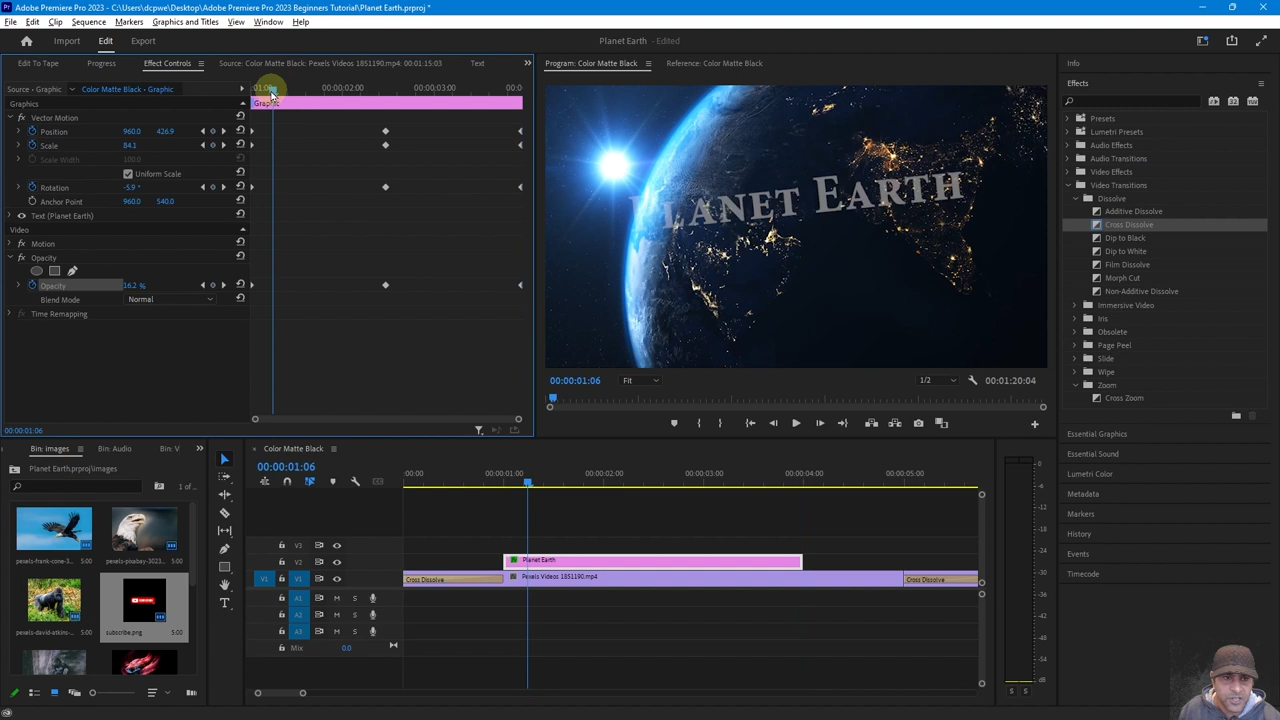 Adobe Premiere Pro 2023 - C:\Users\dcpwe\Desktop\Adobe Premiere Pro 2023 Beginners Tutorial\Planet Earth.prproj *
File Edit Clip Sequence Markers Graphics and Titles View Window Help
Import Edit Export
Planet Earth - Edited
Edit To Tape Progress Effect Controls Source: Color Matte Black: Pexels Videos 1851190.mp4: 00:01:15:03 Text
Program: Color Matte Black Reference: Color Matte Black
Info
Source · Graphic Color Matte Black · Graphic
00:00:02:00 00:00:03:00
Graphics
Vector Motion
Position 960.0 426.9
Scale 84.1
Scale Width 100.0
Uniform Scale
Rotation -5.9 °
Anchor Point 960.0 540.0
Text (Planet Earth)
Video
Motion
Opacity
Opacity 16.2 %
Blend Mode Normal
Time Remapping
00:00:01:06
PLANET EARTH
00:00:01:06 Fit 1/2 00:01:20:04
Effects
Presets
Lumetri Presets
Audio Effects
Audio Transitions
Video Effects
Video Transitions
Dissolve
Additive Dissolve
Cross Dissolve
Dip to Black
Dip to White
Film Dissolve
Morph Cut
Non-Additive Dissolve
Immersive Video
Iris
Obsolete
Page Peel
Slide
Wipe
Zoom
Cross Zoom
Essential Graphics
Essential Sound
Lumetri Color
Metadata
Markers
History
Events
Timecode
Bin: images Bin: Audio Bin: V
Planet Earth.prproj\images
1 of ...
pexels-frank-cone-3... 5:00
pexels-pixabay-3023... 5:00
pexels-david-atkins-... 5:00
subscribe.png 5:00
Color Matte Black
00:00:01:06
:00:00 00:00:01:00 00:00:02:00 00:00:03:00 00:00:04:00 00:00:05:00
V3
V2 Planet Earth
V1 V1 Cross Dissolve Pexels Videos 1851190.mp4 Cross Dissolve
A1 M S
A2 M S
A3 M S
Mix 0.0
0
-6
-12
-18
-24
-30
-36
-42
-48
-54
dB
S S